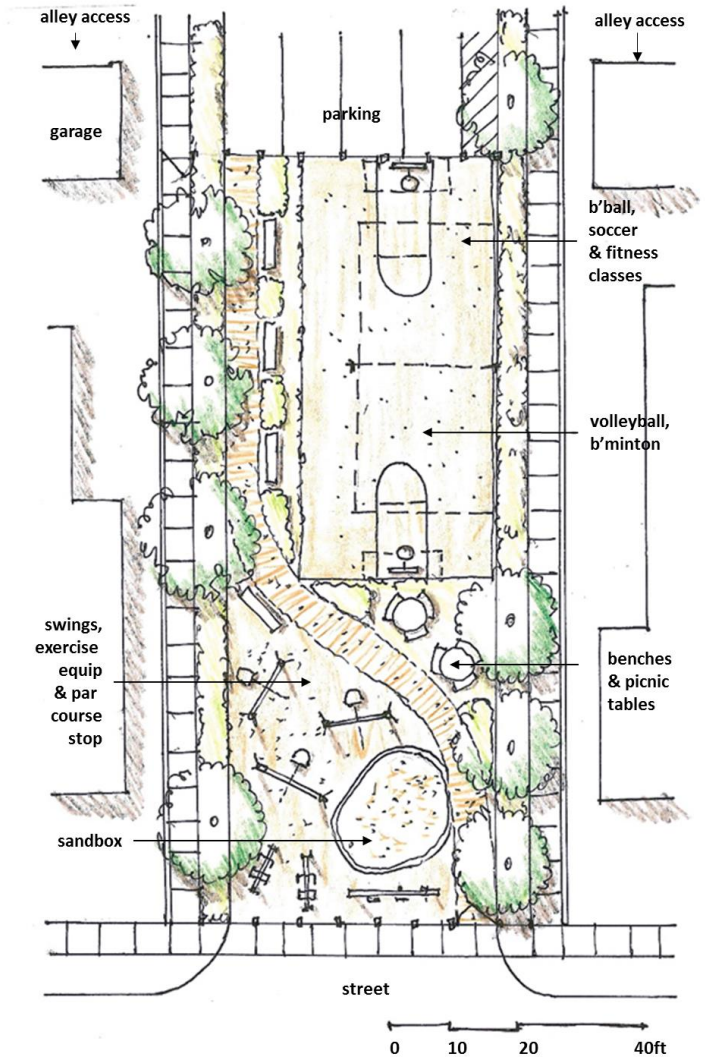 alley access
alley access
parking
garage
b'ball,
soccer
& fitness
classes
volleyball,
b'minton
swings,
exercise
equip
& par
course
stop
benches
& picnic
tables
sandbox
street
0 10 20 40ft